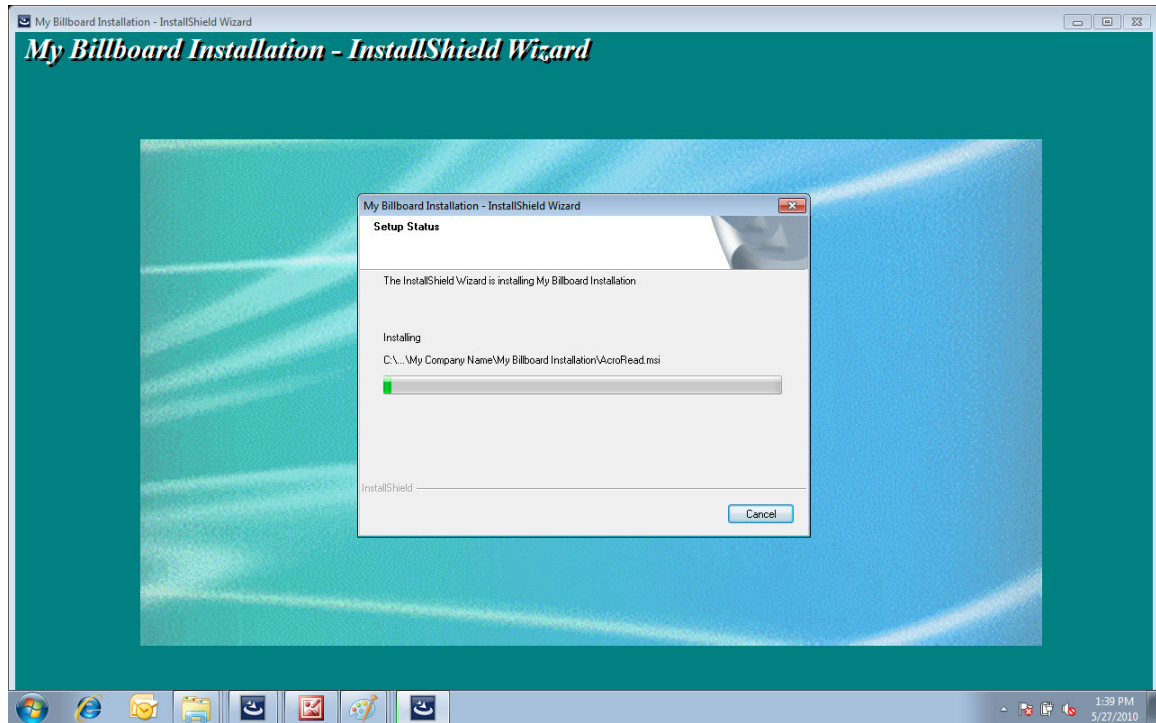 My Billboard Installation - InstallShield Wizard
My Billboard Installation - InstallShield Wizard
My Billboard Installation - InstallShield Wizard
Setup Status
The InstallShield Wizard is installing My Billboard Installation
Installing
C:\...\My Company Name\My Billboard Installation\AcroRead.msi
InstallShield
Cancel
1:39 PM
5/27/2010